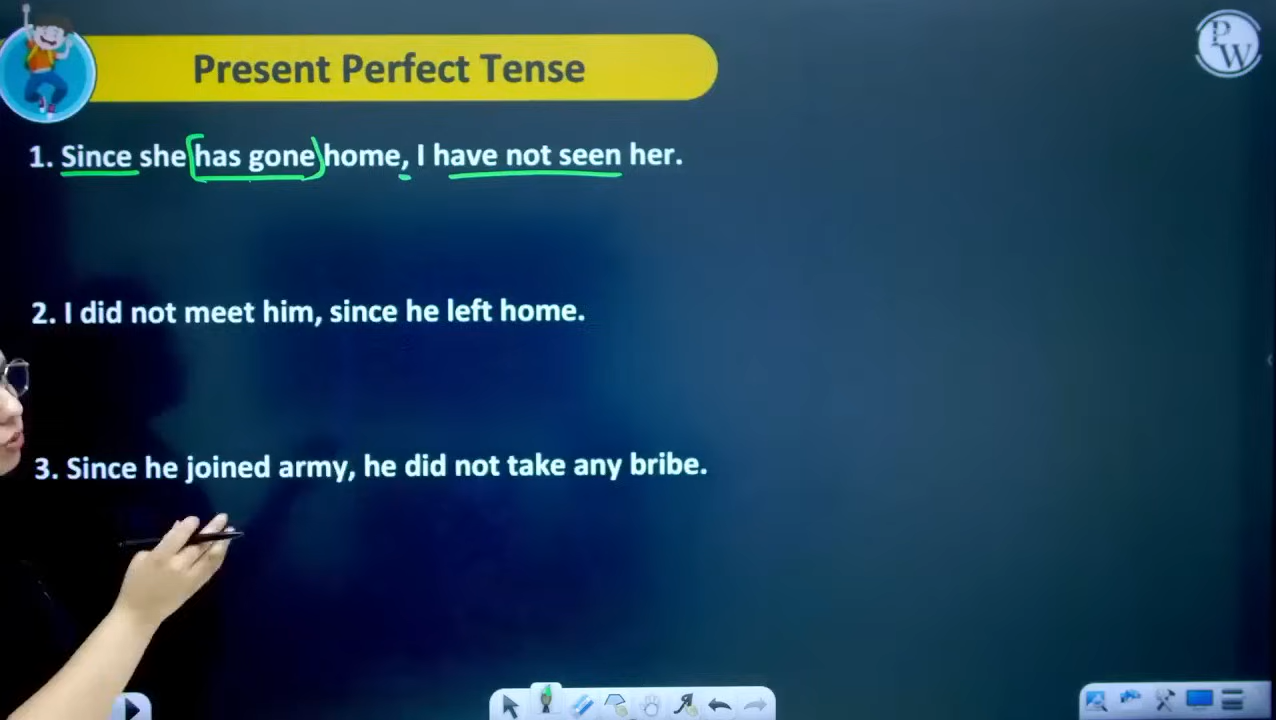 Present Perfect Tense
PW
1. Since she has gone home, I have not seen her.
2. I did not meet him, since he left home.
3. Since he joined army, he did not take any bribe.